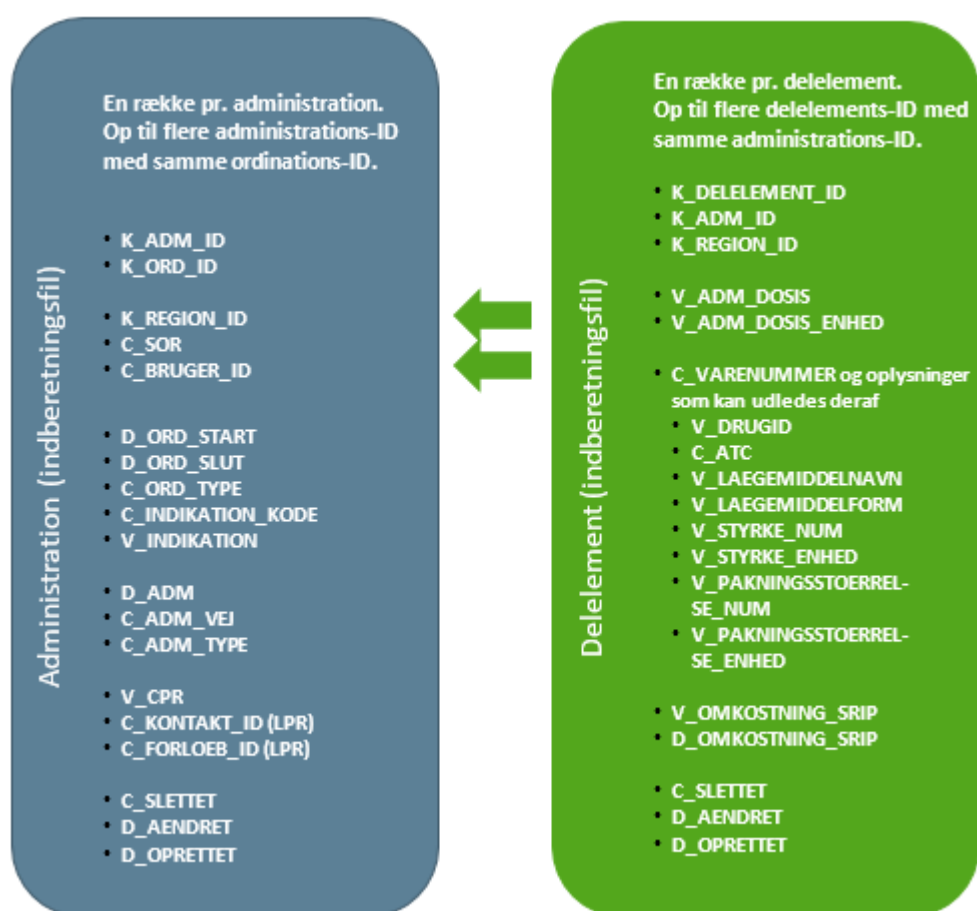 Administration (indberetningsfil)
En række pr. administration.
Op til flere administrations-ID
med samme ordinations-ID.
• K_ADM_ID
• K_ORD_ID
• K_REGION_ID
• C_SOR
• C_BRUGER_ID
• D_ORD_START
• D_ORD_SLUT
• C_ORD_TYPE
• C_INDIKATION_KODE
• V_INDIKATION
• D_ADM
• C_ADM_VEJ
• C_ADM_TYPE
• V_CPR
• C_KONTAKT_ID (LPR)
• C_FORLOEB_ID (LPR)
• C_SLETTET
• D_AENDRET
• D_OPRETTET
Delelement (indberetningsfil)
En række pr. delelement.
Op til flere delelements-ID med
samme administrations-ID.
• K_DELELEMENT_ID
• K_ADM_ID
• K_REGION_ID
• V_ADM_DOSIS
• V_ADM_DOSIS_ENHED
• C_VARENUMMER og oplysninger
som kan udledes deraf
• V_DRUGID
• C_ATC
• V_LAEGEMIDDELNAVN
• V_LAEGEMIDDELFORM
• V_STYRKE_NUM
• V_STYRKE_ENHED
• V_PAKNINGSSTOERREL-
SE_NUM
• V_PAKNINGSSTOERREL-
SE_ENHED
• V_OMKOSTNING_SRIP
• D_OMKOSTNING_SRIP
• C_SLETTET
• D_AENDRET
• D_OPRETTET